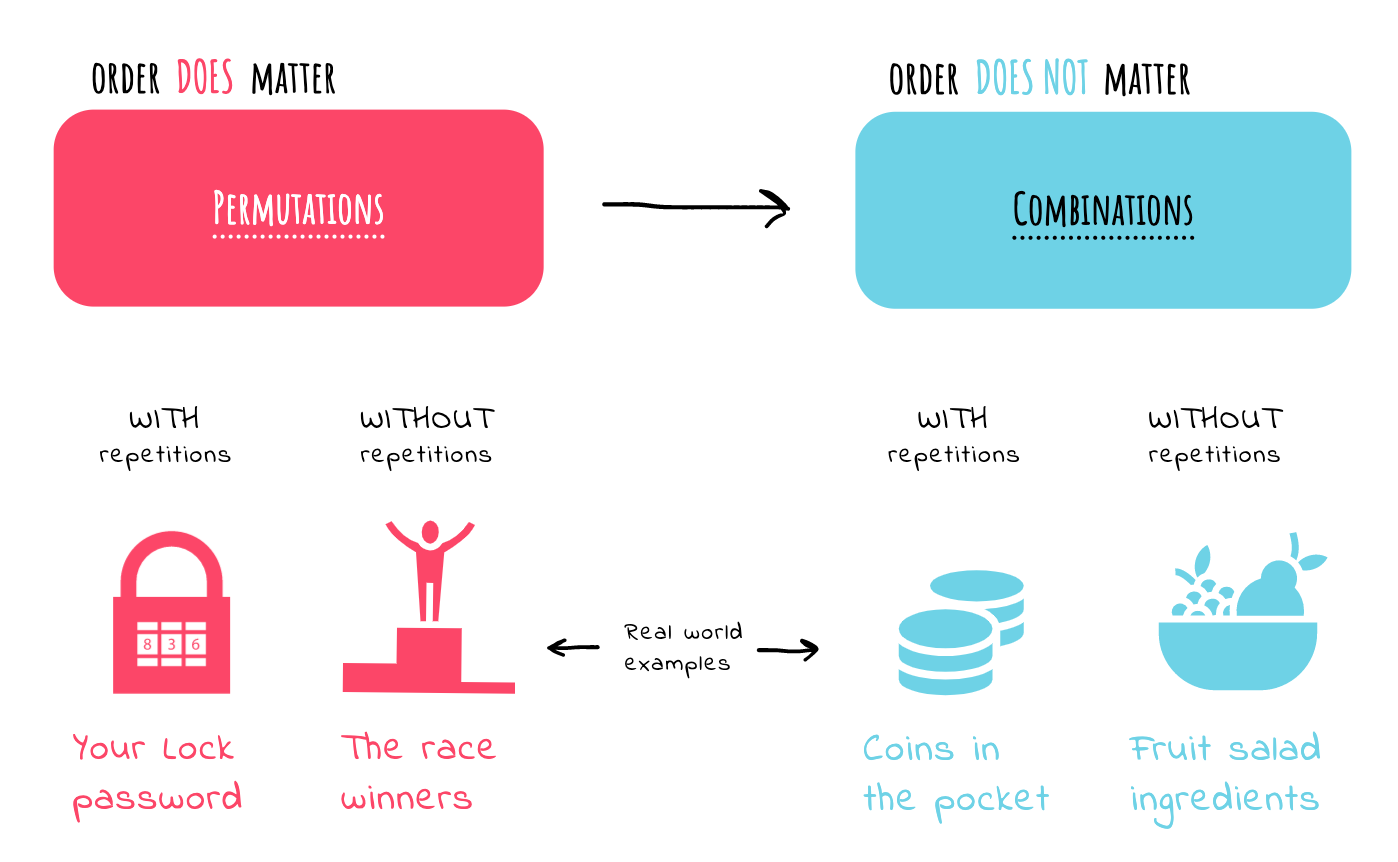 ORDER DOES MATTER
ORDER DOES NOT MATTER
PERMUTATIONS
COMBINATIONS
WITH
repetitions
WITHOUT
repetitions
WITH
repetitions
WITHOUT
repetitions
8 3 6
Real world
examples
Your Lock
password
The race
winners
Coins in
the pocket
Fruit salad
ingredients